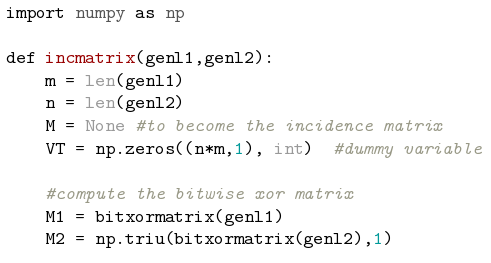 import numpy as np

def incmatrix(genl1,genl2):
    m = len(genl1)
    n = len(genl2)
    M = None #to become the incidence matrix
    VT = np.zeros((n*m,1), int)  #dummy variable

    #compute the bitwise xor matrix
    M1 = bitxormatrix(genl1)
    M2 = np.triu(bitxormatrix(genl2),1)